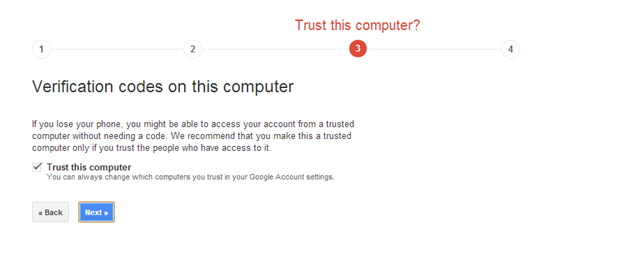 Trust this computer?
1 2 3 4
Verification codes on this computer
If you lose your phone, you might be able to access your account from a trusted
computer without needing a code. We recommend that you make this a trusted
computer only if you trust the people who have access to it.
Trust this computer
You can always change which computers you trust in your Google Account settings.
« Back Next »